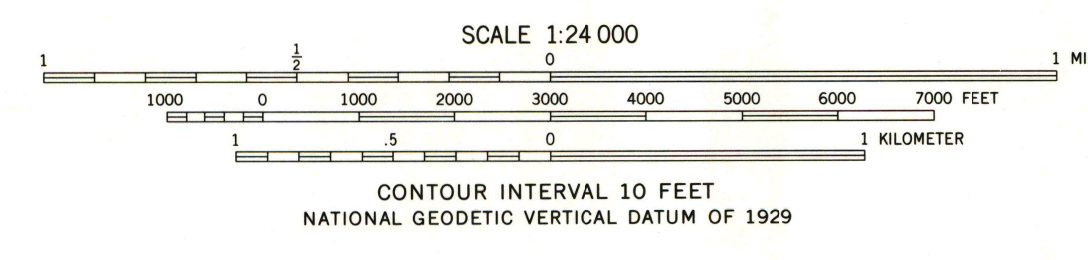 SCALE 1:24 000
1 1/2 0 1 MI
1000 0 1000 2000 3000 4000 5000 6000 7000 FEET
1 .5 0 1 KILOMETER
CONTOUR INTERVAL 10 FEET
NATIONAL GEODETIC VERTICAL DATUM OF 1929